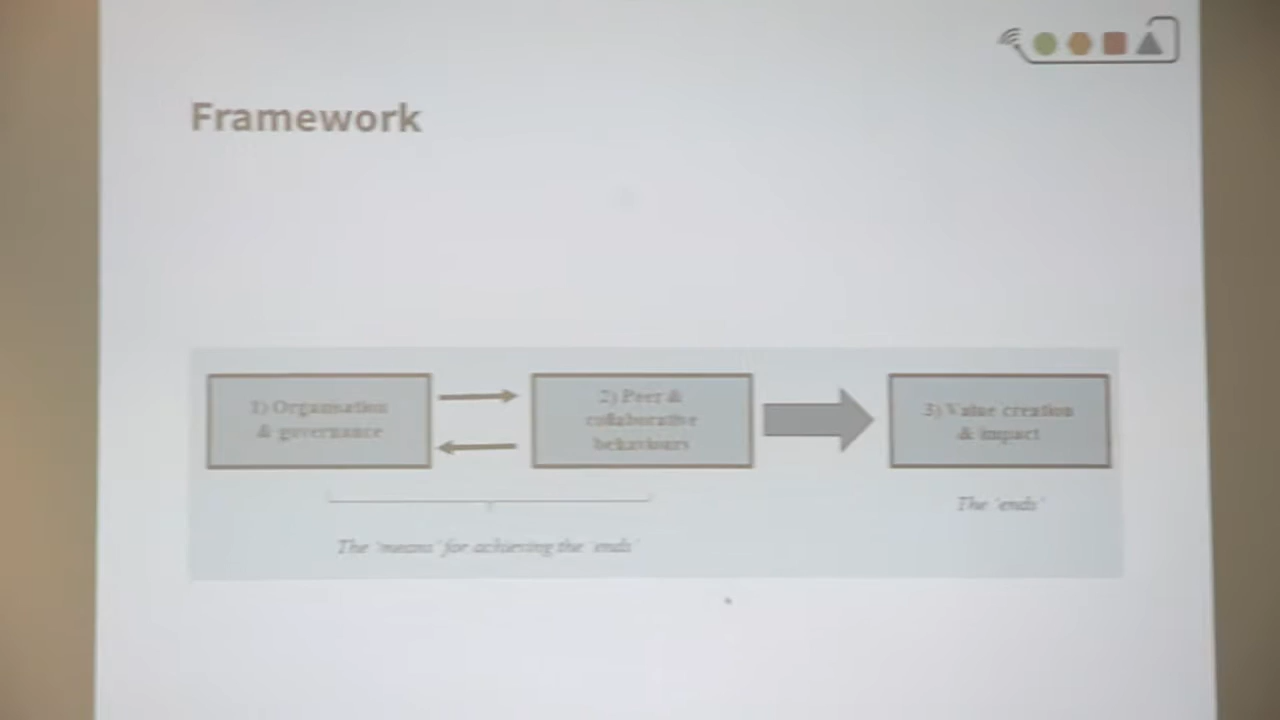 Framework
1) Organisation
& governance
2) Peer &
collaborative
behaviours
3) Value creation
& impact
The 'means' for achieving the 'ends'
The 'ends'